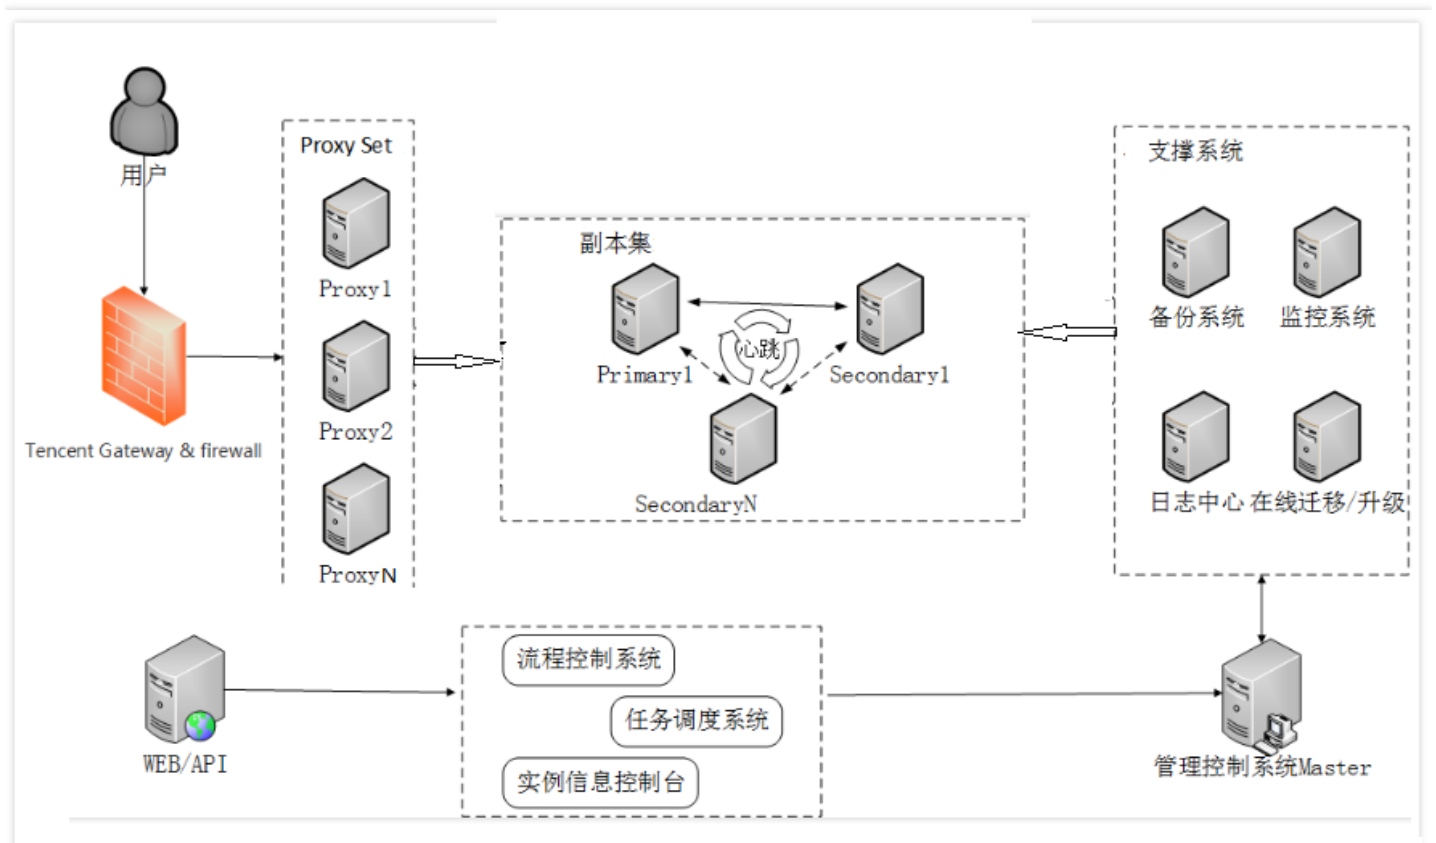 用户
Tencent Gateway & firewall
Proxy Set
Proxy1
Proxy2
ProxyN
副本集
Primary1
心跳
Secondary1
SecondaryN
支撑系统
备份系统
监控系统
日志中心
在线迁移/升级
WEB/API
流程控制系统
任务调度系统
实例信息控制台
管理控制系统Master